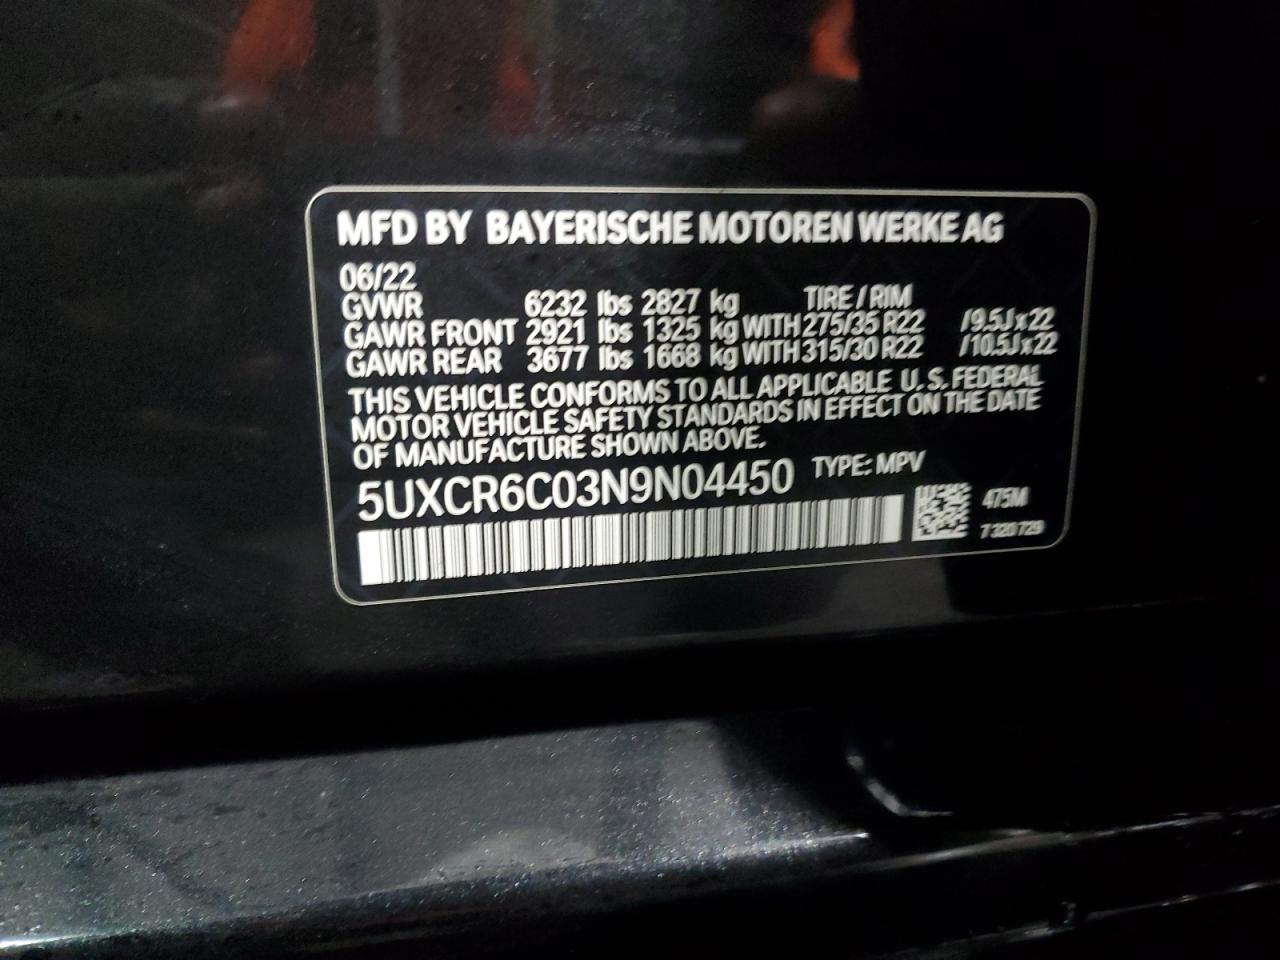 MFD BY BAYERISCHE MOTOREN WERKE AG
06/22
GVWR 6232 lbs 2827 kg TIRE / RIM
GAWR FRONT 2921 lbs 1325 kg WITH 275/35 R22 /9.5J x 22
GAWR REAR 3677 lbs 1668 kg WITH 315/30 R22 /10.5J x 22
THIS VEHICLE CONFORMS TO ALL APPLICABLE U.S. FEDERAL
MOTOR VEHICLE SAFETY STANDARDS IN EFFECT ON THE DATE
OF MANUFACTURE SHOWN ABOVE.
5UXCR6C03N9N04450 TYPE: MPV
475M
7 320 729